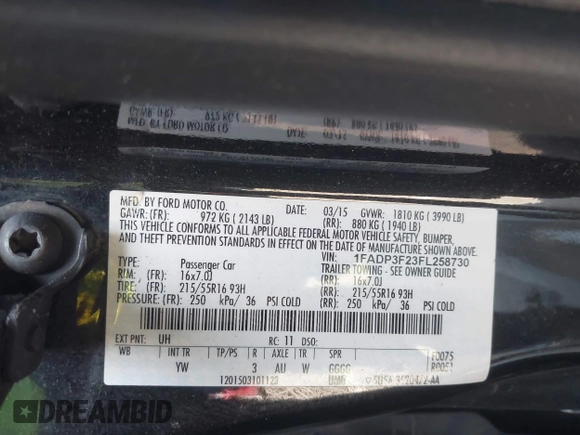 MFD. BY FORD MOTOR CO.
DATE: 03/15 GVWR: 1810 KG ( 3990 LB)
GAWR: (FR): 972 KG ( 2143 LB) (RR): 880 KG ( 1940 LB)
THIS VEHICLE CONFORMS TO ALL APPLICABLE FEDERAL MOTOR VEHICLE SAFETY, BUMPER,
AND THEFT PREVENTION STANDARDS IN EFFECT ON THE DATE OF MANUFACTURE SHOWN ABOVE.
VIN: 1FADP3F23FL258730
TYPE: Passenger Car TRAILER TOWING-SEE OWNER GUIDE
RIM: (FR): 16x7.0J (RR): 16x7.0J
TIRE: (FR): 215/55R16 93H (RR): 215/55R16 93H
PRESSURE: (FR): 250 kPa/ 36 PSI COLD (RR): 250 kPa/ 36 PSI COLD
EXT PNT: UH RC: 11 DSO:
WB INT TR TP/PS R AXLE TR SPR F0075
YW 3 AU W GGGG
1201503101123
DREAMBID